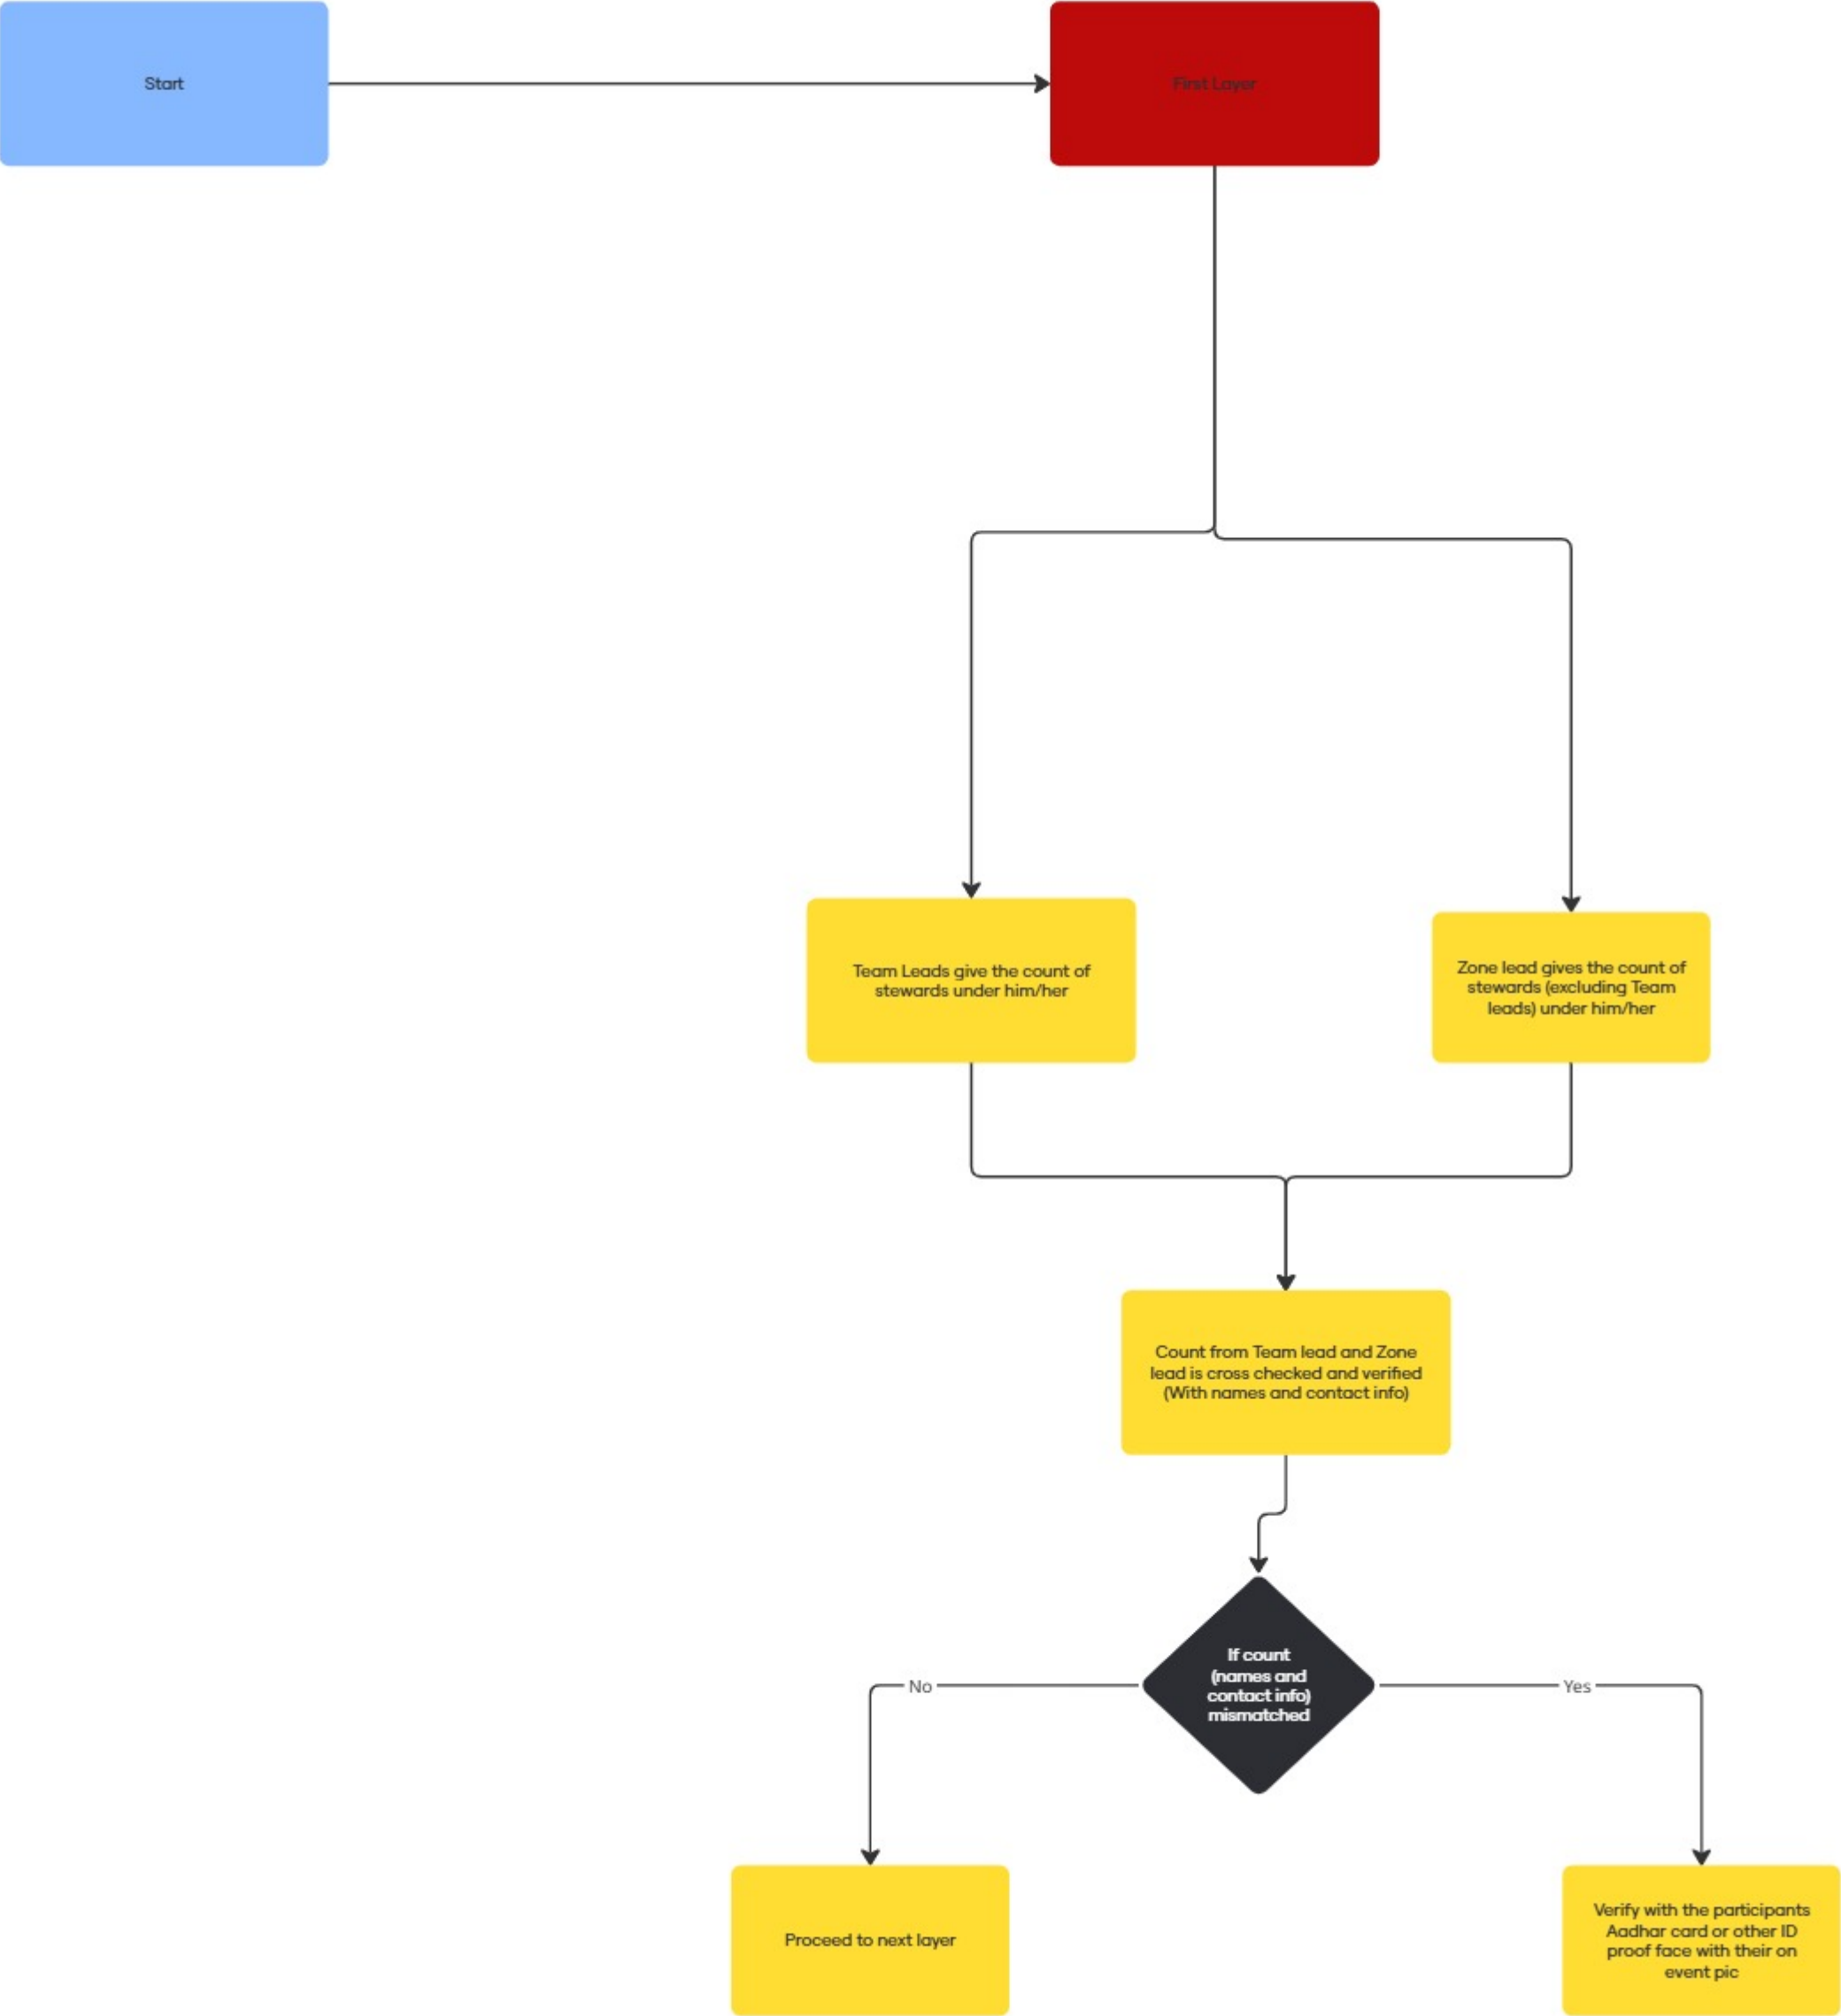 Start
First Layer
Team Leads give the count of
stewards under him/her
Zone lead gives the count of
stewards (excluding Team
leads) under him/her
Count from Team lead and Zone
lead is cross checked and verified
(With names and contact info)
If count
(names and
contact info)
mismatched
No
Yes
Proceed to next layer
Verify with the participants
Aadhar card or other ID
proof face with their on
event pic